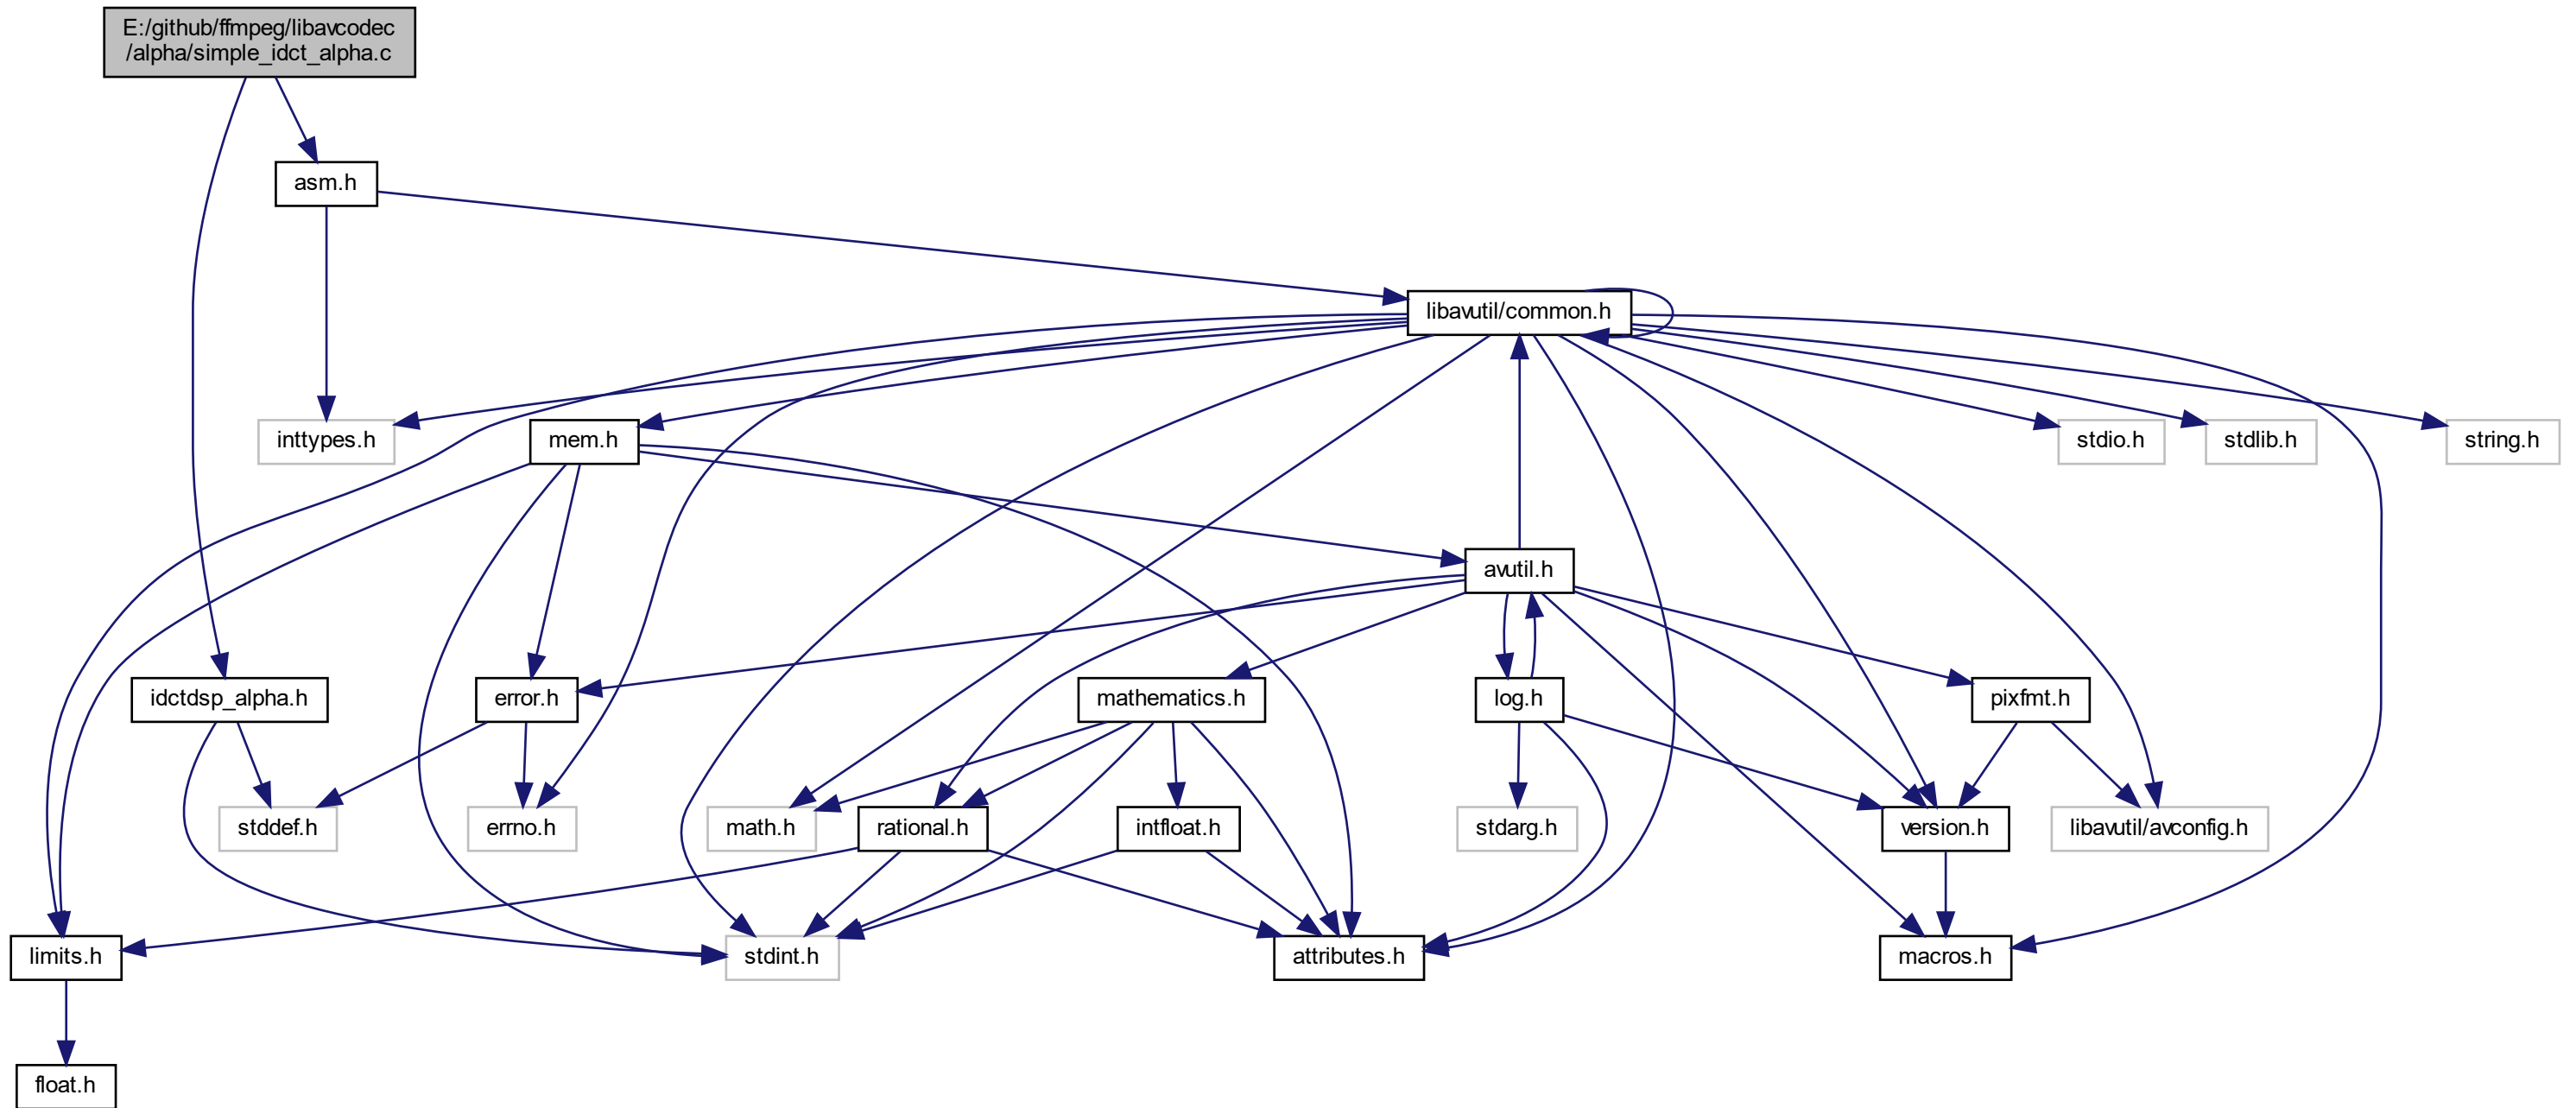 E:/github/ffmpeg/libavcodec
/alpha/simple_idct_alpha.c
asm.h
libavutil/common.h
inttypes.h
mem.h
stdio.h
stdlib.h
string.h
avutil.h
idctdsp_alpha.h
error.h
mathematics.h
log.h
pixfmt.h
stddef.h
errno.h
math.h
rational.h
intfloat.h
stdarg.h
version.h
libavutil/avconfig.h
limits.h
stdint.h
attributes.h
macros.h
float.h